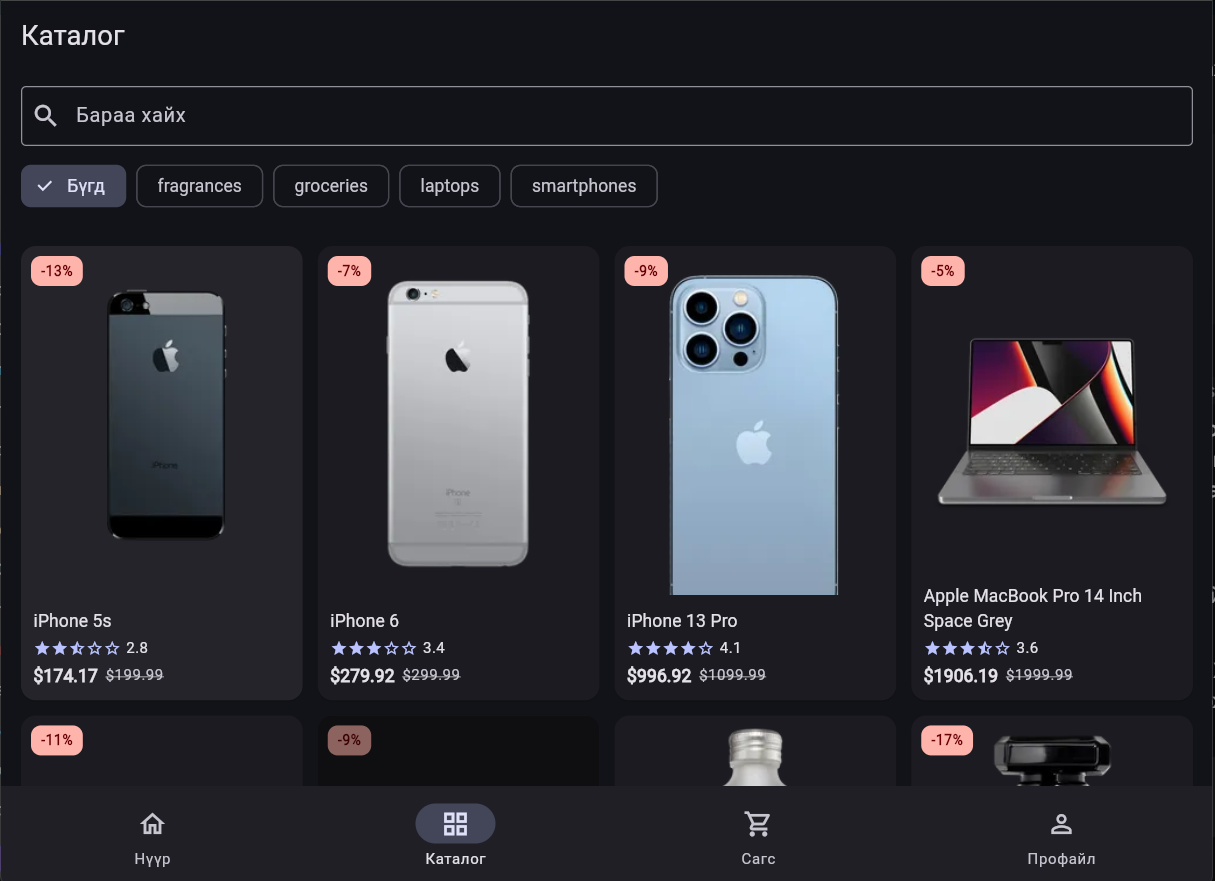 Каталог
Бараа хайх
Бүгд fragrances groceries laptops smartphones
-13% -7% -9% -5%
iPhone
iPhone
iPhone 5s
2.8
$174.17 $199.99
iPhone 6
3.4
$279.92 $299.99
iPhone 13 Pro
4.1
$996.92 $1099.99
Apple MacBook Pro 14 Inch
Space Grey
3.6
$1906.19 $1999.99
-11% -9% -17%
Нүүр Каталог Сагс Профайл